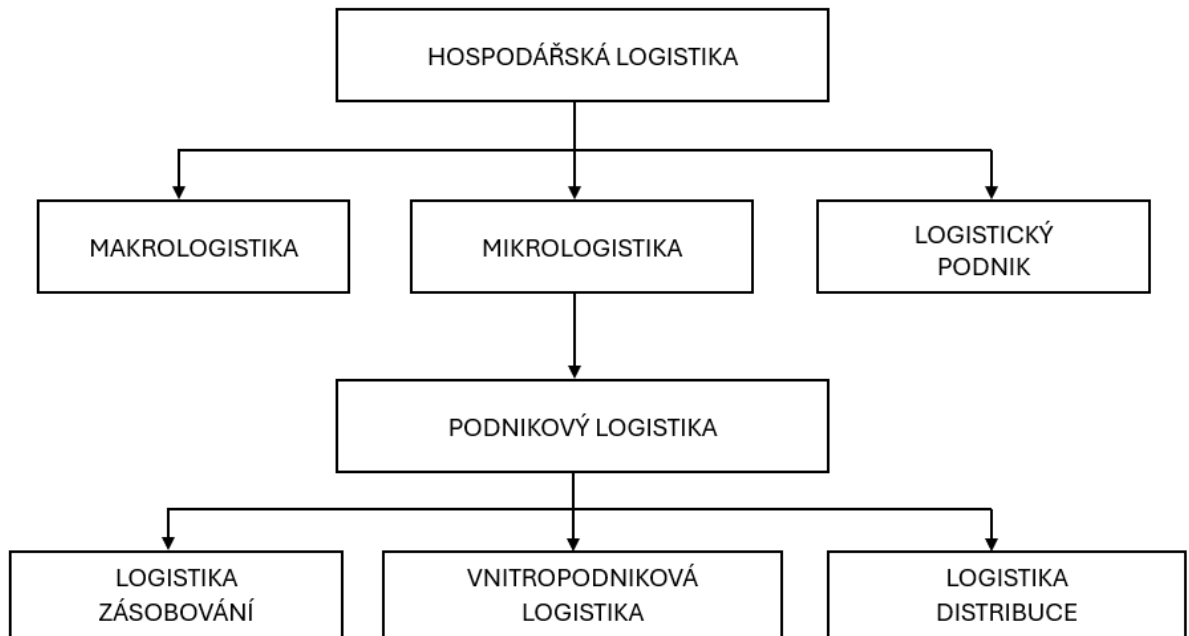 HOSPODÁŘSKÁ LOGISTIKA
MAKROLOGISTIKA
MIKROLOGISTIKA
LOGISTICKÝ
PODNIK
PODNIKOVÝ LOGISTIKA
LOGISTIKA
ZÁSOBOVÁNÍ
VNITROPODNIKOVÁ
LOGISTIKA
LOGISTIKA
DISTRIBUCE